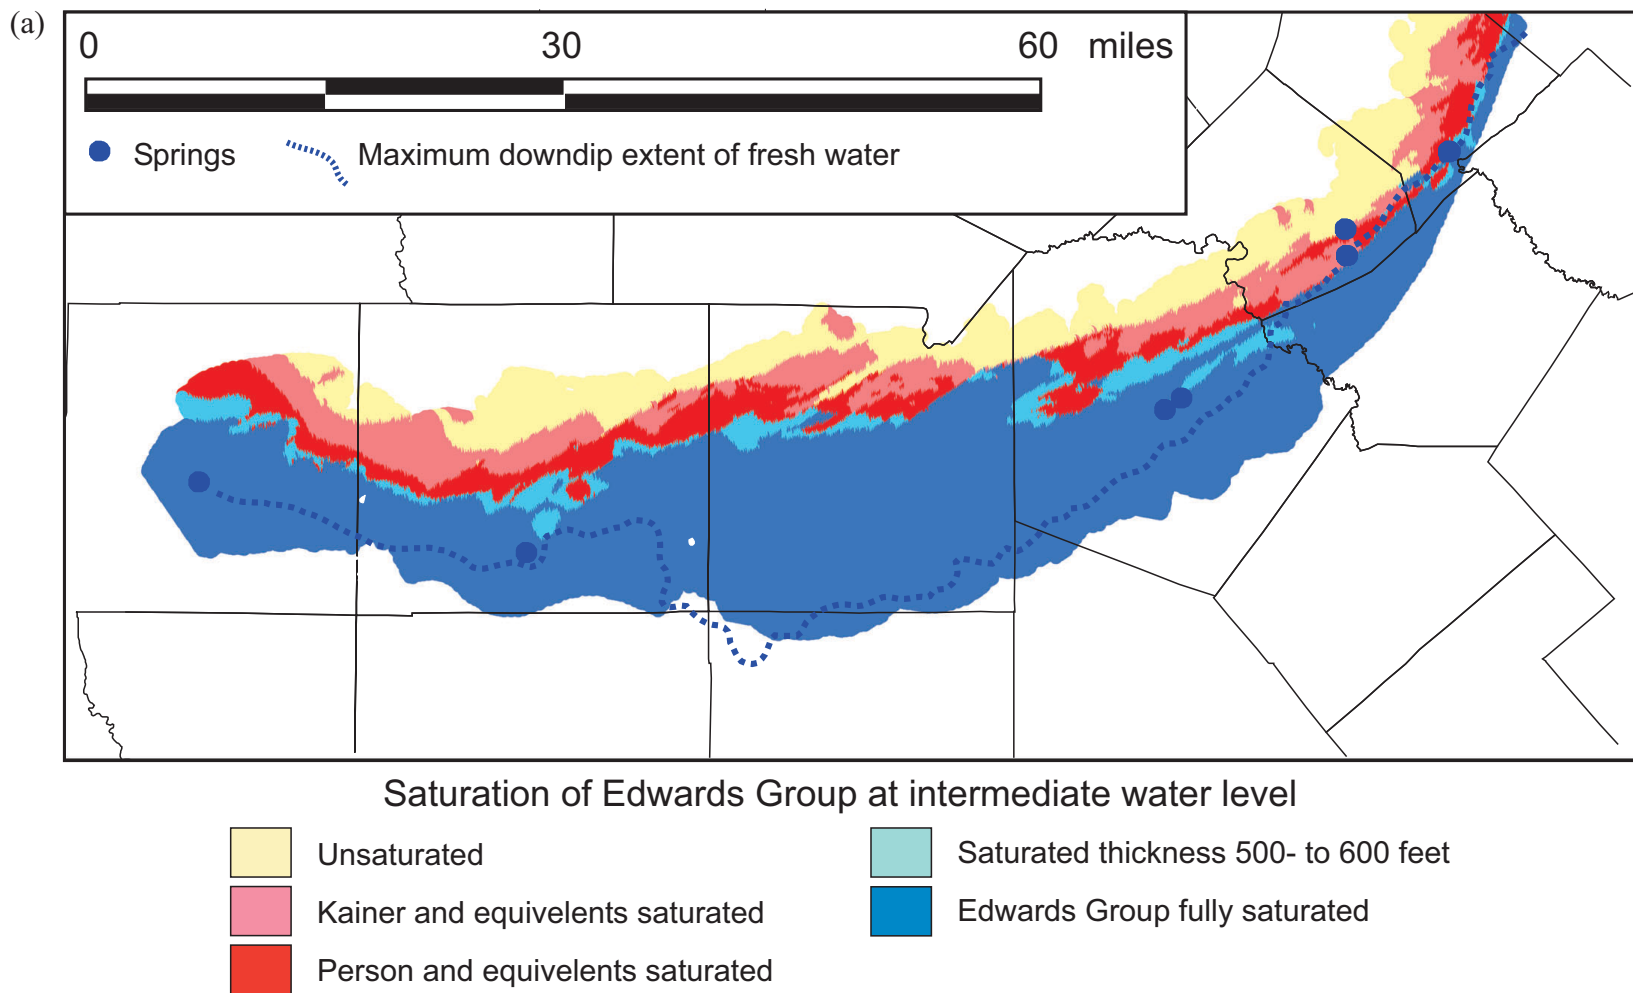 (a)
0 30 60 miles
Springs Maximum downdip extent of fresh water
Saturation of Edwards Group at intermediate water level
Unsaturated
Kainer and equivelents saturated
Person and equivelents saturated
Saturated thickness 500- to 600 feet
Edwards Group fully saturated